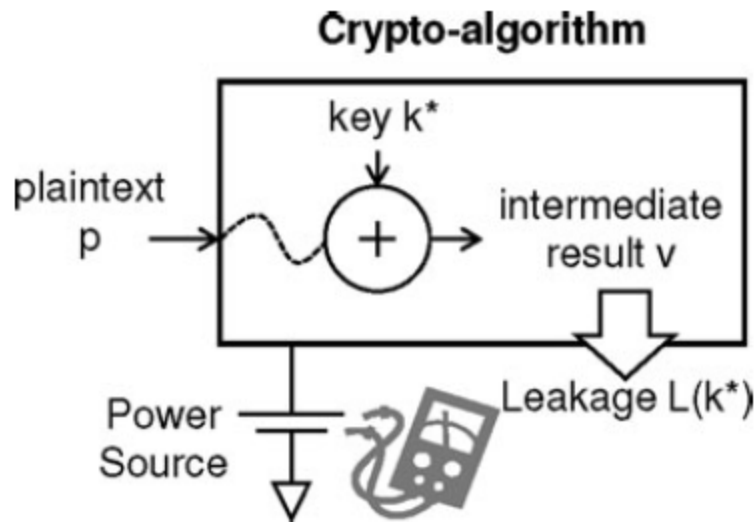 Crypto-algorithm
key k*
plaintext
p
+
intermediate
result v
Leakage L(k*)
Power
Source